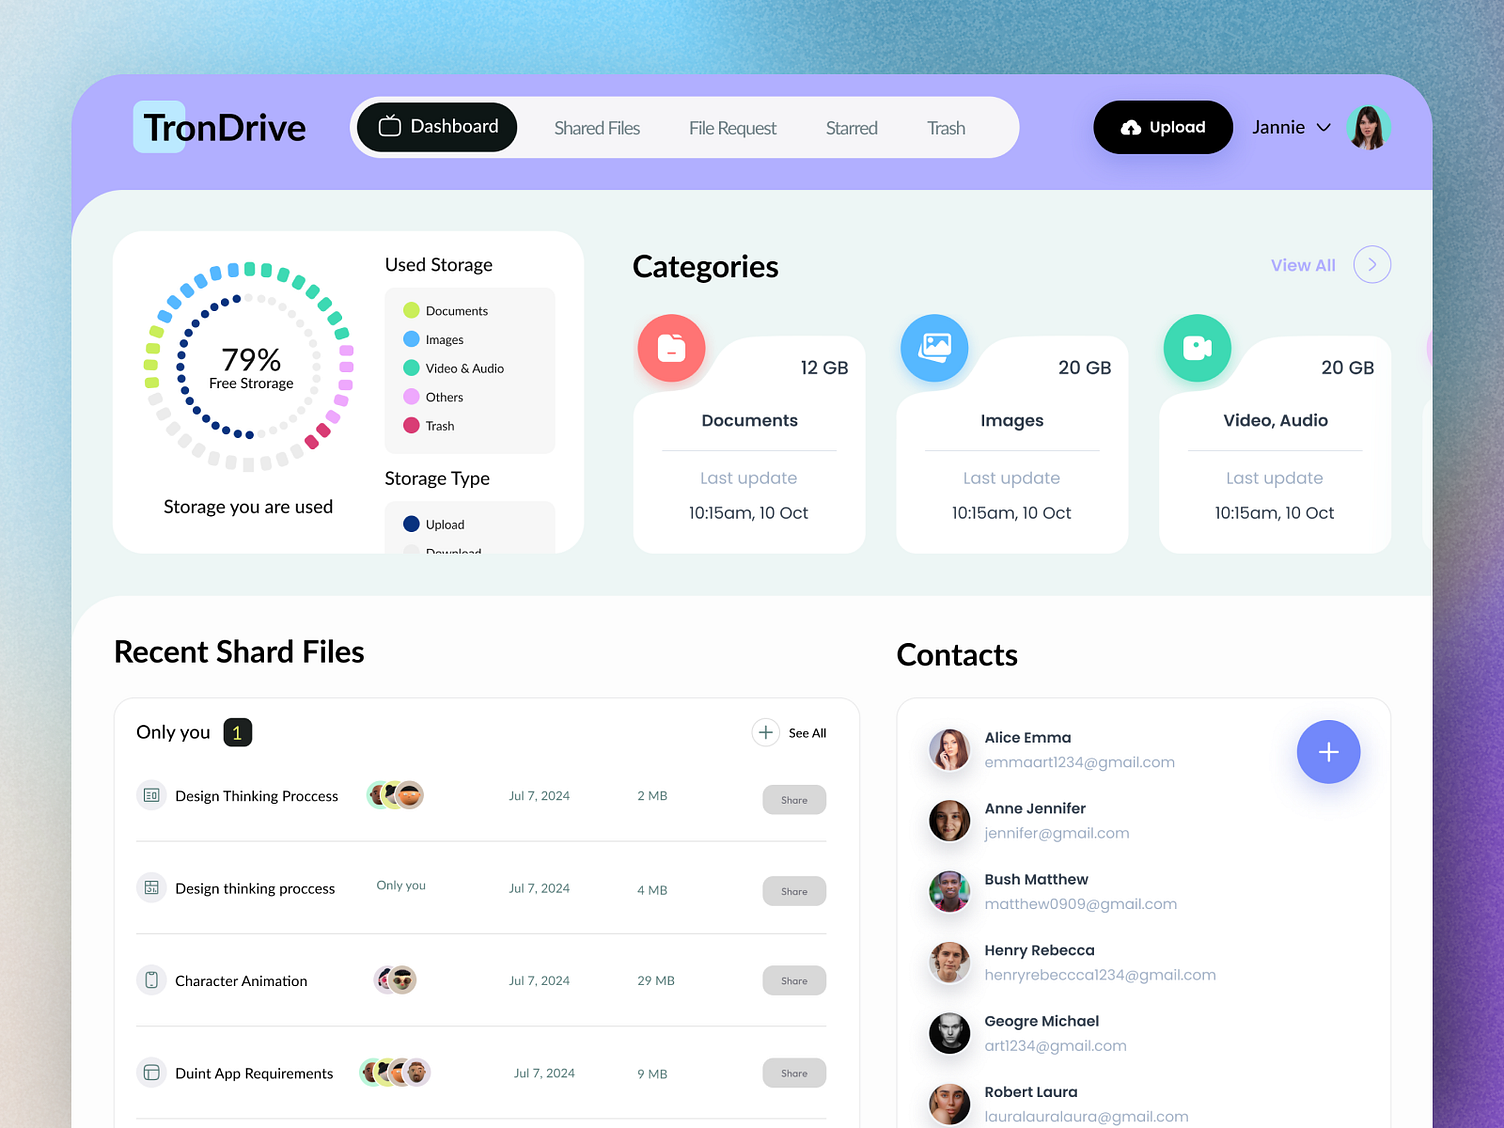 TronDrive
Dashboard
Shared Files
File Request
Starred
Trash
Upload
Jannie
79%
Free Strorage
Storage you are used
Used Storage
Documents
Images
Video & Audio
Others
Trash
Storage Type
Upload
Download
Categories
View All
12 GB
Documents
Last update
10:15am, 10 Oct
20 GB
Images
Last update
10:15am, 10 Oct
20 GB
Video, Audio
Last update
10:15am, 10 Oct
Recent Shard Files
Only you 1
See All
Design Thinking Proccess Jul 7, 2024 2 MB Share
Design thinking proccess Only you Jul 7, 2024 4 MB Share
Character Animation Jul 7, 2024 29 MB Share
Duint App Requirements Jul 7, 2024 9 MB Share
Contacts
Alice Emma
emmaart1234@gmail.com
Anne Jennifer
jennifer@gmail.com
Bush Matthew
matthew0909@gmail.com
Henry Rebecca
henryrebeccca1234@gmail.com
Geogre Michael
art1234@gmail.com
Robert Laura
lauralauralaura@gmail.com